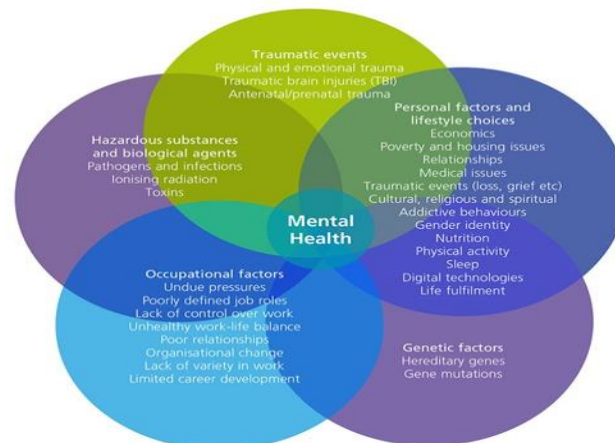 Traumatic events
Physical and emotional trauma
Traumatic brain injuries (TBI)
Antenatal/prenatal trauma
Hazardous substances
and biological agents
Pathogens and infections
Ionising radiation
Toxins
Personal factors and
lifestyle choices
Economics
Poverty and housing issues
Relationships
Medical issues
Traumatic events (loss, grief etc)
Cultural, religious and spiritual
Addictive behaviours
Gender identity
Nutrition
Physical activity
Sleep
Digital technologies
Life fulfilment
Mental
Health
Occupational factors
Undue pressures
Poorly defined job roles
Lack of control over work
Unhealthy work-life balance
Poor relationships
Organisational change
Lack of variety in work
Limited career development
Genetic factors
Hereditary genes
Gene mutations